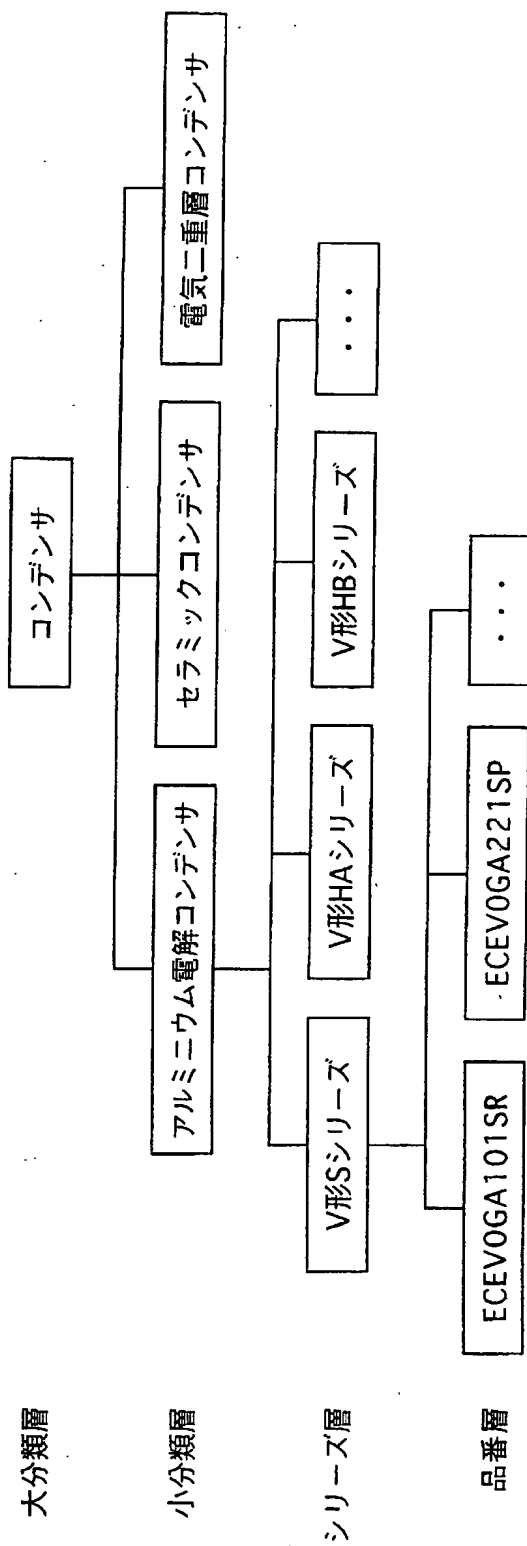 大分類層
コンデンサ
小分類層
アルミニウム電解コンデンサ
セラミックコンデンサ
電気二重層コンデンサ
シリーズ層
V形Sシリーズ
V形HAシリーズ
V形HBシリーズ
・・・
品番層
ECEV0GA101SR
ECEV0GA221SP
・・・